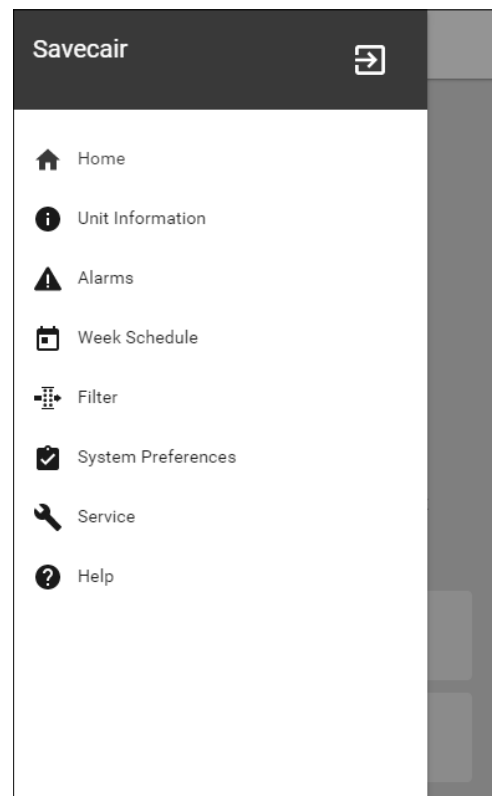 Savecair
Home
Unit Information
Alarms
Week Schedule
Filter
System Preferences
Service
Help